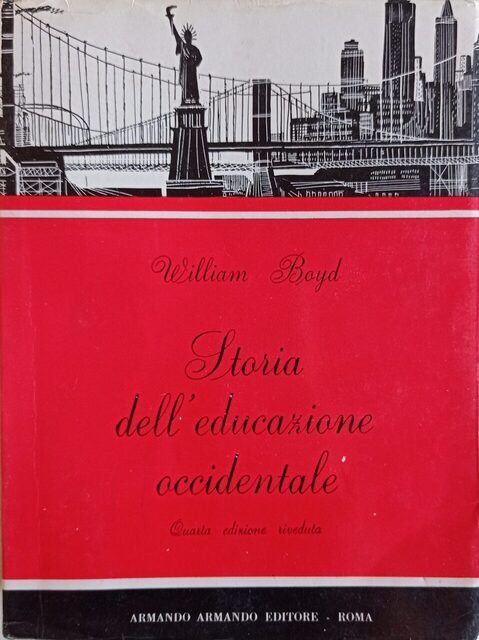 William Boyd
Storia
dell'educazione
occidentale
Quarta edizione riveduta
ARMANDO ARMANDO EDITORE - ROMA